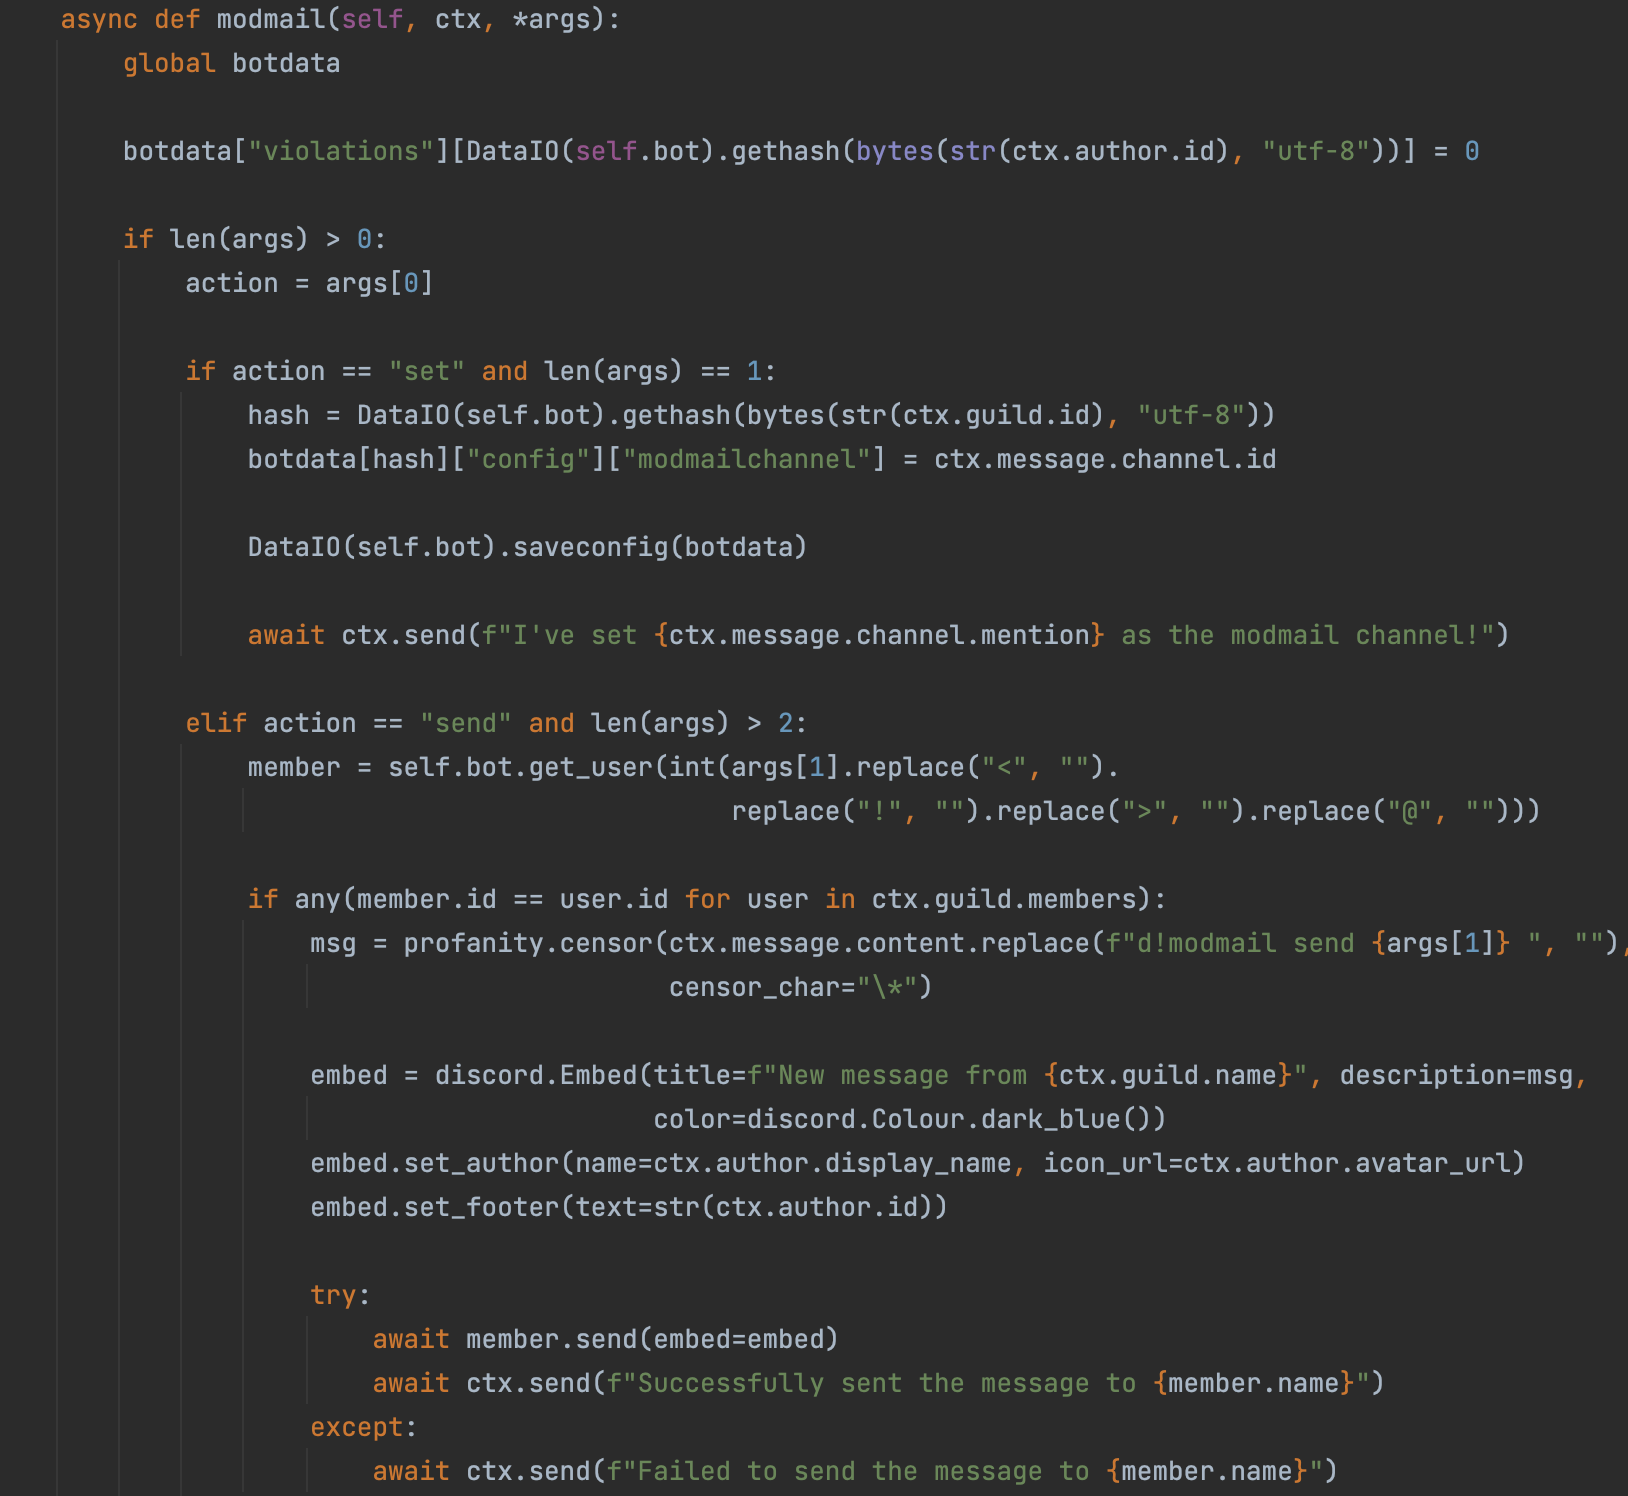 async def modmail(self, ctx, *args):
global botdata
botdata["violations"][DataIO(self.bot).gethash(bytes(str(ctx.author.id), "utf-8"))] = 0
if len(args) > 0:
action = args[0]
if action == "set" and len(args) == 1:
hash = DataIO(self.bot).gethash(bytes(str(ctx.guild.id), "utf-8"))
botdata[hash]["config"]["modmailchannel"] = ctx.message.channel.id
DataIO(self.bot).saveconfig(botdata)
await ctx.send(f"I've set {ctx.message.channel.mention} as the modmail channel!")
elif action == "send" and len(args) > 2:
member = self.bot.get_user(int(args[1].replace("<", "").
replace("!", "").replace(">", "").replace("@", "")))
if any(member.id == user.id for user in ctx.guild.members):
msg = profanity.censor(ctx.message.content.replace(f"d!modmail send {args[1]} ", ""),
censor_char="\*")
embed = discord.Embed(title=f"New message from {ctx.guild.name}", description=msg,
color=discord.Colour.dark_blue())
embed.set_author(name=ctx.author.display_name, icon_url=ctx.author.avatar_url)
embed.set_footer(text=str(ctx.author.id))
try:
await member.send(embed=embed)
await ctx.send(f"Successfully sent the message to {member.name}")
except:
await ctx.send(f"Failed to send the message to {member.name}")